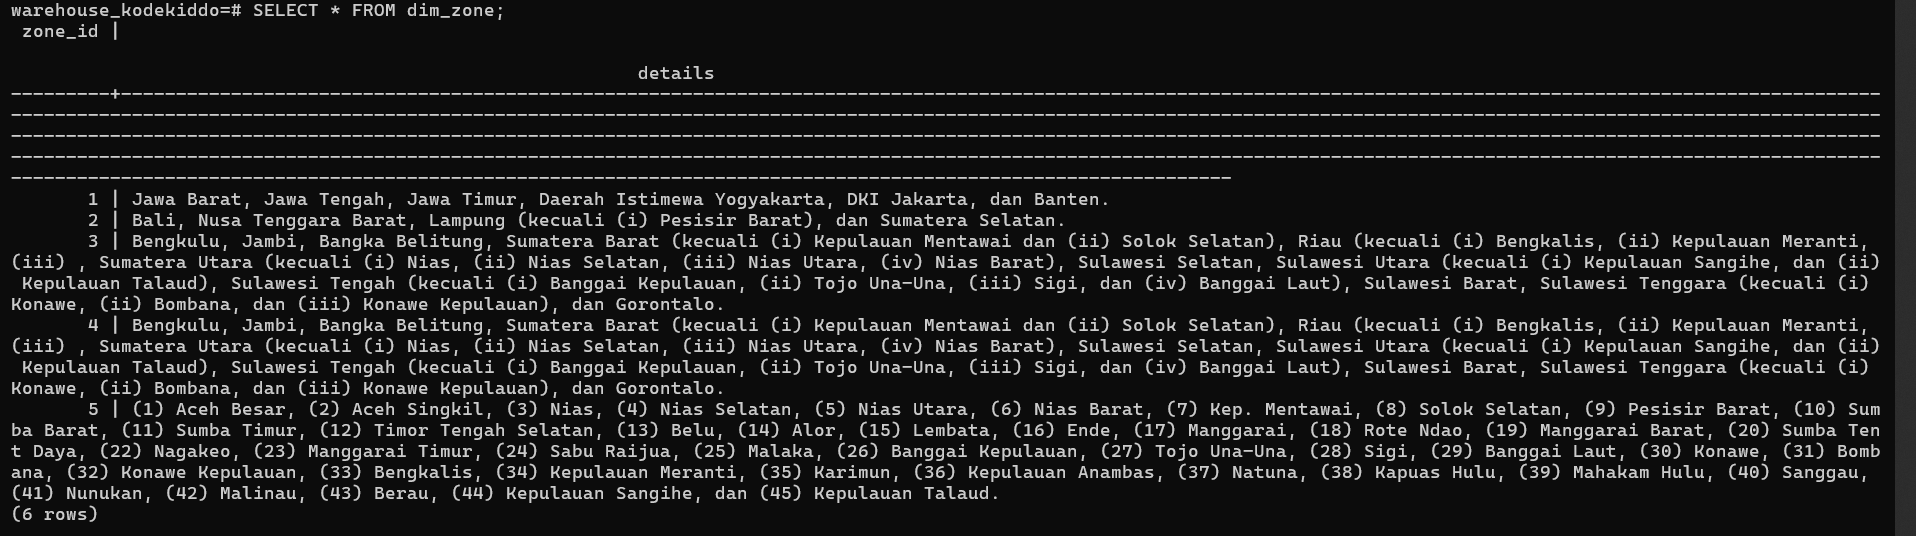 warehouse_kodekiddo=# SELECT * FROM dim_zone;
 zone_id |
details
---------+-----------------------------------------------------------------------------------------------------------------------------------------------------------------
--------------------------------------------------------------------------------------------------------------------------------------------------------------------------
--------------------------------------------------------------------------------------------------------------------------------------------------------------------------
--------------------------------------------------------------------------------------------------------------------------------------------------------------------------
---------------------------------------------------------------------------------------------------------------
       1 | Jawa Barat, Jawa Tengah, Jawa Timur, Daerah Istimewa Yogyakarta, DKI Jakarta, dan Banten.
       2 | Bali, Nusa Tenggara Barat, Lampung (kecuali (i) Pesisir Barat), dan Sumatera Selatan.
       3 | Bengkulu, Jambi, Bangka Belitung, Sumatera Barat (kecuali (i) Kepulauan Mentawai dan (ii) Solok Selatan), Riau (kecuali (i) Bengkalis, (ii) Kepulauan Meranti,
(iii) , Sumatera Utara (kecuali (i) Nias, (ii) Nias Selatan, (iii) Nias Utara, (iv) Nias Barat), Sulawesi Selatan, Sulawesi Utara (kecuali (i) Kepulauan Sangihe, dan (ii)
 Kepulauan Talaud), Sulawesi Tengah (kecuali (i) Banggai Kepulauan, (ii) Tojo Una-Una, (iii) Sigi, dan (iv) Banggai Laut), Sulawesi Barat, Sulawesi Tenggara (kecuali (i)
Konawe, (ii) Bombana, dan (iii) Konawe Kepulauan), dan Gorontalo.
       4 | Bengkulu, Jambi, Bangka Belitung, Sumatera Barat (kecuali (i) Kepulauan Mentawai dan (ii) Solok Selatan), Riau (kecuali (i) Bengkalis, (ii) Kepulauan Meranti,
(iii) , Sumatera Utara (kecuali (i) Nias, (ii) Nias Selatan, (iii) Nias Utara, (iv) Nias Barat), Sulawesi Selatan, Sulawesi Utara (kecuali (i) Kepulauan Sangihe, dan (ii)
 Kepulauan Talaud), Sulawesi Tengah (kecuali (i) Banggai Kepulauan, (ii) Tojo Una-Una, (iii) Sigi, dan (iv) Banggai Laut), Sulawesi Barat, Sulawesi Tenggara (kecuali (i)
Konawe, (ii) Bombana, dan (iii) Konawe Kepulauan), dan Gorontalo.
       5 | (1) Aceh Besar, (2) Aceh Singkil, (3) Nias, (4) Nias Selatan, (5) Nias Utara, (6) Nias Barat, (7) Kep. Mentawai, (8) Solok Selatan, (9) Pesisir Barat, (10) Sum
ba Barat, (11) Sumba Timur, (12) Timor Tengah Selatan, (13) Belu, (14) Alor, (15) Lembata, (16) Ende, (17) Manggarai, (18) Rote Ndao, (19) Manggarai Barat, (20) Sumba Ten
t Daya, (22) Nagakeo, (23) Manggarai Timur, (24) Sabu Raijua, (25) Malaka, (26) Banggai Kepulauan, (27) Tojo Una-Una, (28) Sigi, (29) Banggai Laut, (30) Konawe, (31) Bomb
ana, (32) Konawe Kepulauan, (33) Bengkalis, (34) Kepulauan Meranti, (35) Karimun, (36) Kepulauan Anambas, (37) Natuna, (38) Kapuas Hulu, (39) Mahakam Hulu, (40) Sanggau,
(41) Nunukan, (42) Malinau, (43) Berau, (44) Kepulauan Sangihe, dan (45) Kepulauan Talaud.
(6 rows)